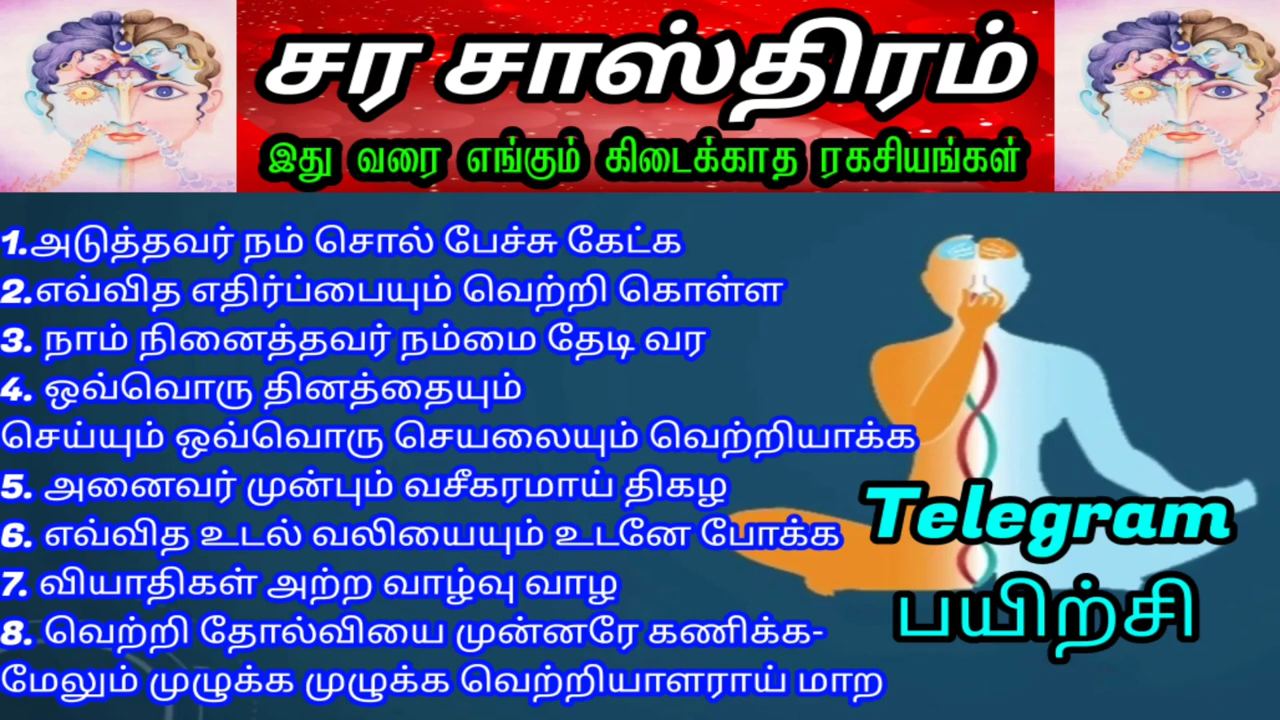 சர சாஸ்திரம்
இது வரை எங்கும் கிடைக்காத ரகசியங்கள்
1.அடுத்தவர் நம் சொல் பேச்சு கேட்க
2.எவ்வித எதிர்ப்பையும் வெற்றி கொள்ள
3. நாம் நினைத்தவர் நம்மை தேடி வர
4. ஒவ்வொரு தினத்தையும்
செய்யும் ஒவ்வொரு செயலையும் வெற்றியாக்க
5. அனைவர் முன்பும் வசீகரமாய் திகழ
6. எவ்வித உடல் வலியையும் உடனே போக்க
7. வியாதிகள் அற்ற வாழ்வு வாழ
8. வெற்றி தோல்வியை முன்னரே கணிக்க-
மேலும் முழுக்க முழுக்க வெற்றியாளராய் மாற
Telegram
பயிற்சி